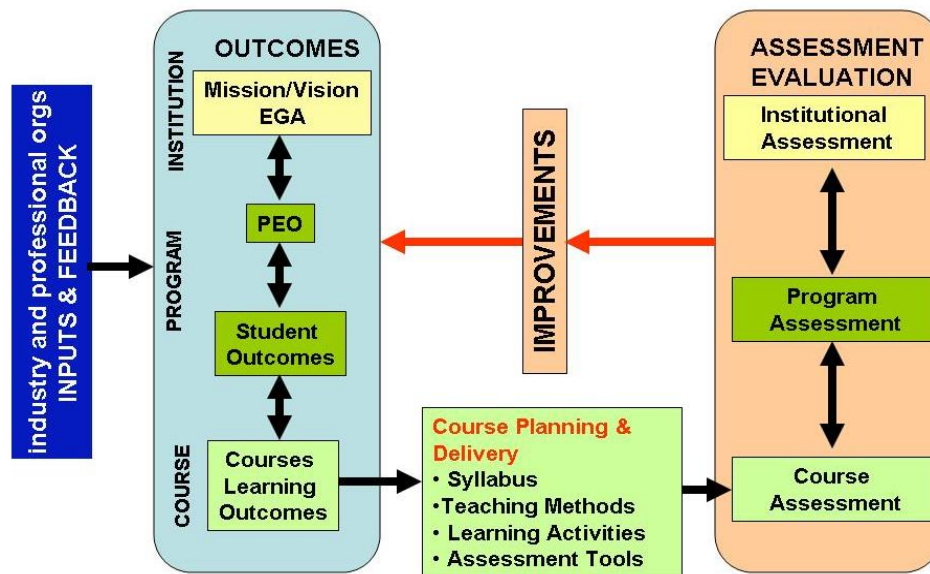 industry and professional orgs
INPUTS & FEEDBACK
OUTCOMES
INSTITUTION
Mission/Vision
EGA
PROGRAM
PEO
Student
Outcomes
COURSE
Courses
Learning
Outcomes
Course Planning &
Delivery
• Syllabus
•Teaching Methods
• Learning Activities
• Assessment Tools
IMPROVEMENTS
ASSESSMENT
EVALUATION
Institutional
Assessment
Program
Assessment
Course
Assessment